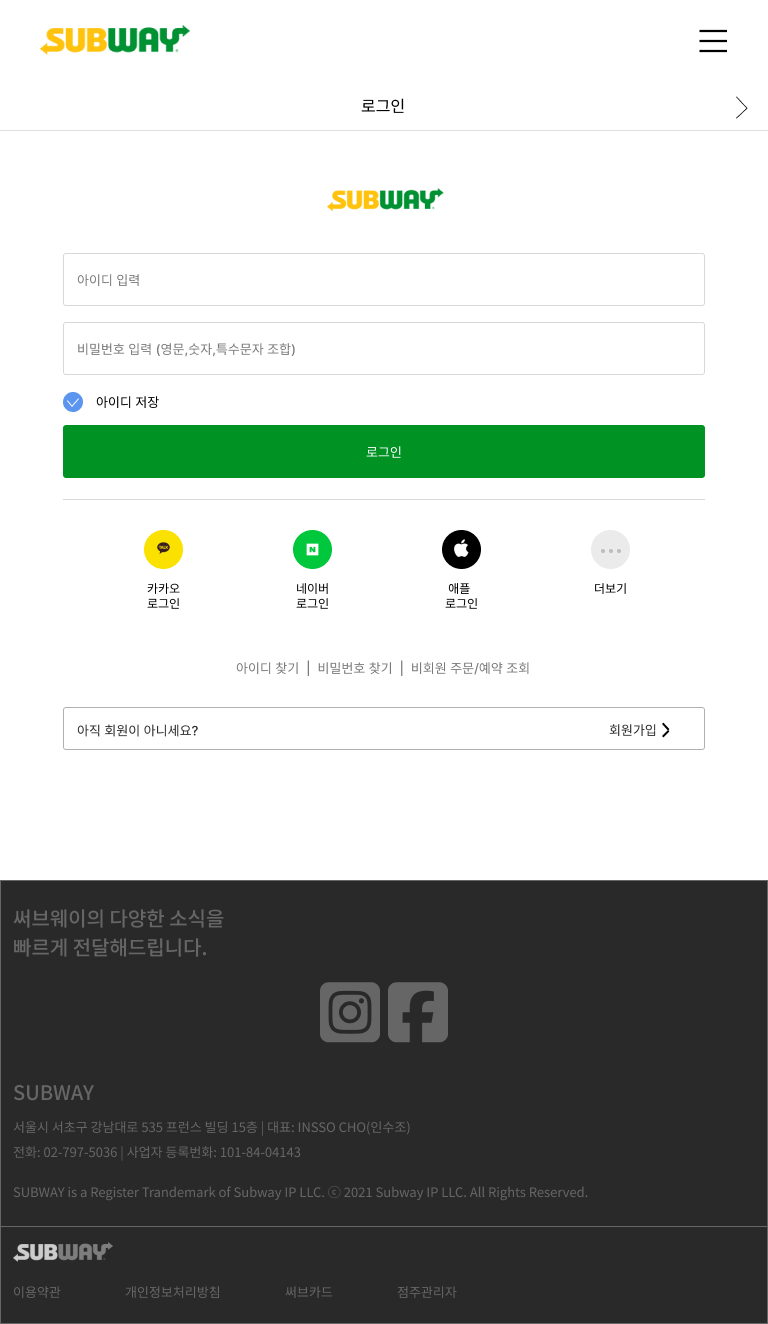 SUBWAY
로그인
SUBWAY
아이디 입력
비밀번호 입력 (영문,숫자,특수문자 조합)
아이디 저장
로그인
TALK
N
카카오
로그인
네이버
로그인
애플
로그인
더보기
아이디 찾기 | 비밀번호 찾기 | 비회원 주문/예약 조회
아직 회원이 아니세요? 회원가입
써브웨이의 다양한 소식을
빠르게 전달해드립니다.
SUBWAY
서울시 서초구 강남대로 535 프런스 빌딩 15층 | 대표: INSSO CHO(인수조)
전화: 02-797-5036 | 사업자 등록번호: 101-84-04143
SUBWAY is a Register Trandemark of Subway IP LLC. ⓒ 2021 Subway IP LLC. All Rights Reserved.
SUBWAY
이용약관 개인정보처리방침 써브카드 점주관리자